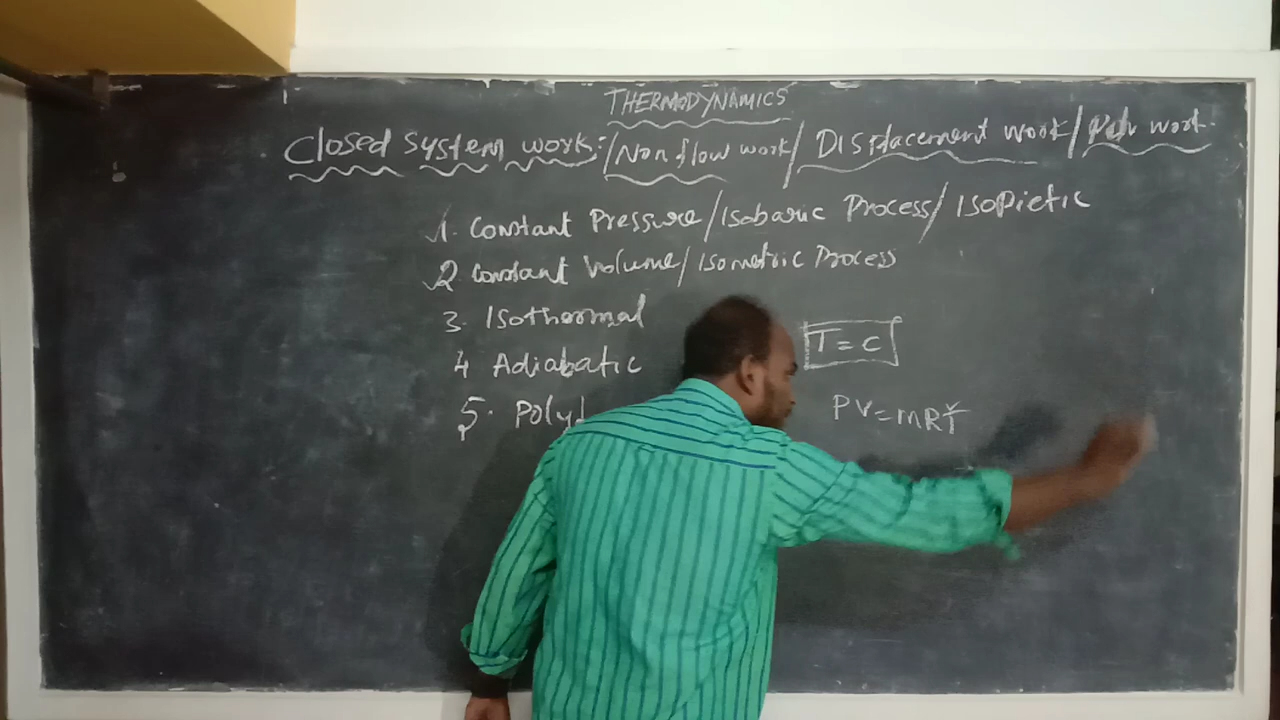 THERMODYNAMICS
Closed system work:/Non flow work/ Displacement work/ Pdv work.
1. Constant Pressure/Isobaric Process/ Isopietic
2. Constant Volume/Isometric Process
3. Isothermal
4 Adiabatic
5. Poly
T = C
PV = mRT